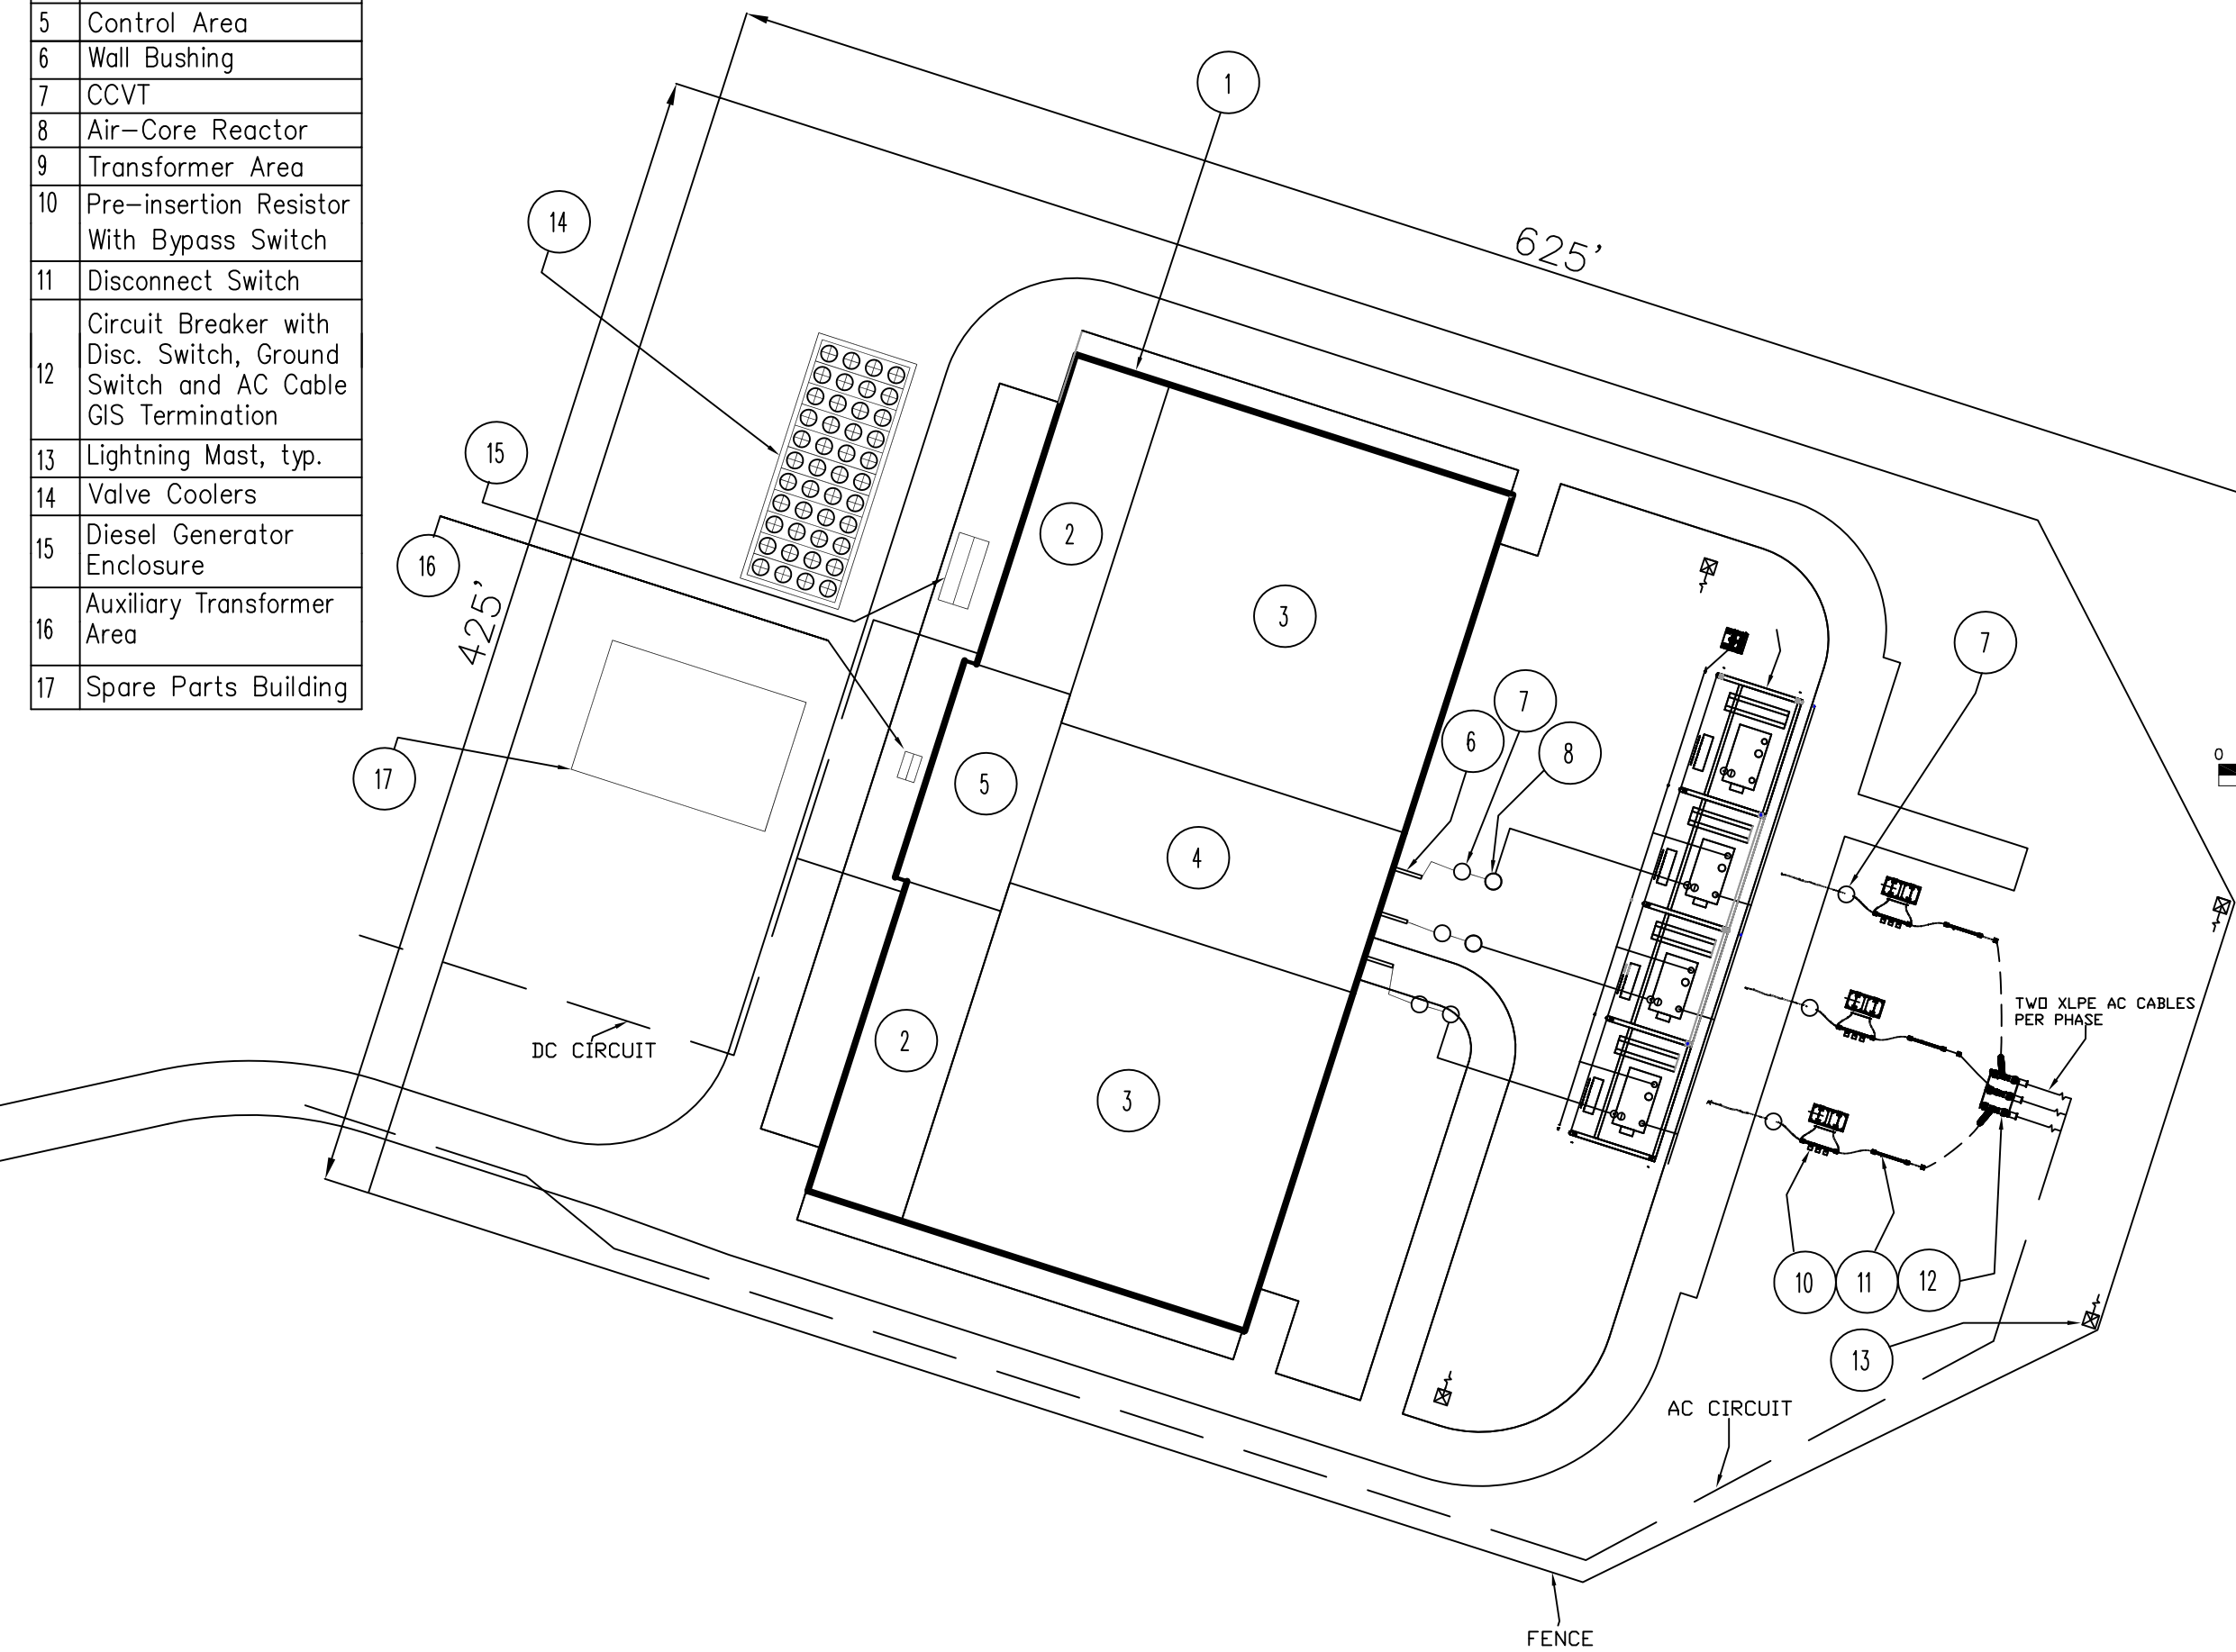 5 Control Area
6 Wall Bushing
7 CCVT
8 Air-Core Reactor
9 Transformer Area
10 Pre-insertion Resistor
With Bypass Switch
11 Disconnect Switch
12 Circuit Breaker with
Disc. Switch, Ground
Switch and AC Cable
GIS Termination
13 Lightning Mast, typ.
14 Valve Coolers
15 Diesel Generator
Enclosure
16 Auxiliary Transformer
Area
17 Spare Parts Building
1
625'
14
15
16
425'
17
2
3
5
4
2
3
6
7
8
7
0
DC CIRCUIT
TWO XLPE AC CABLES
PER PHASE
10
11
12
13
AC CIRCUIT
FENCE